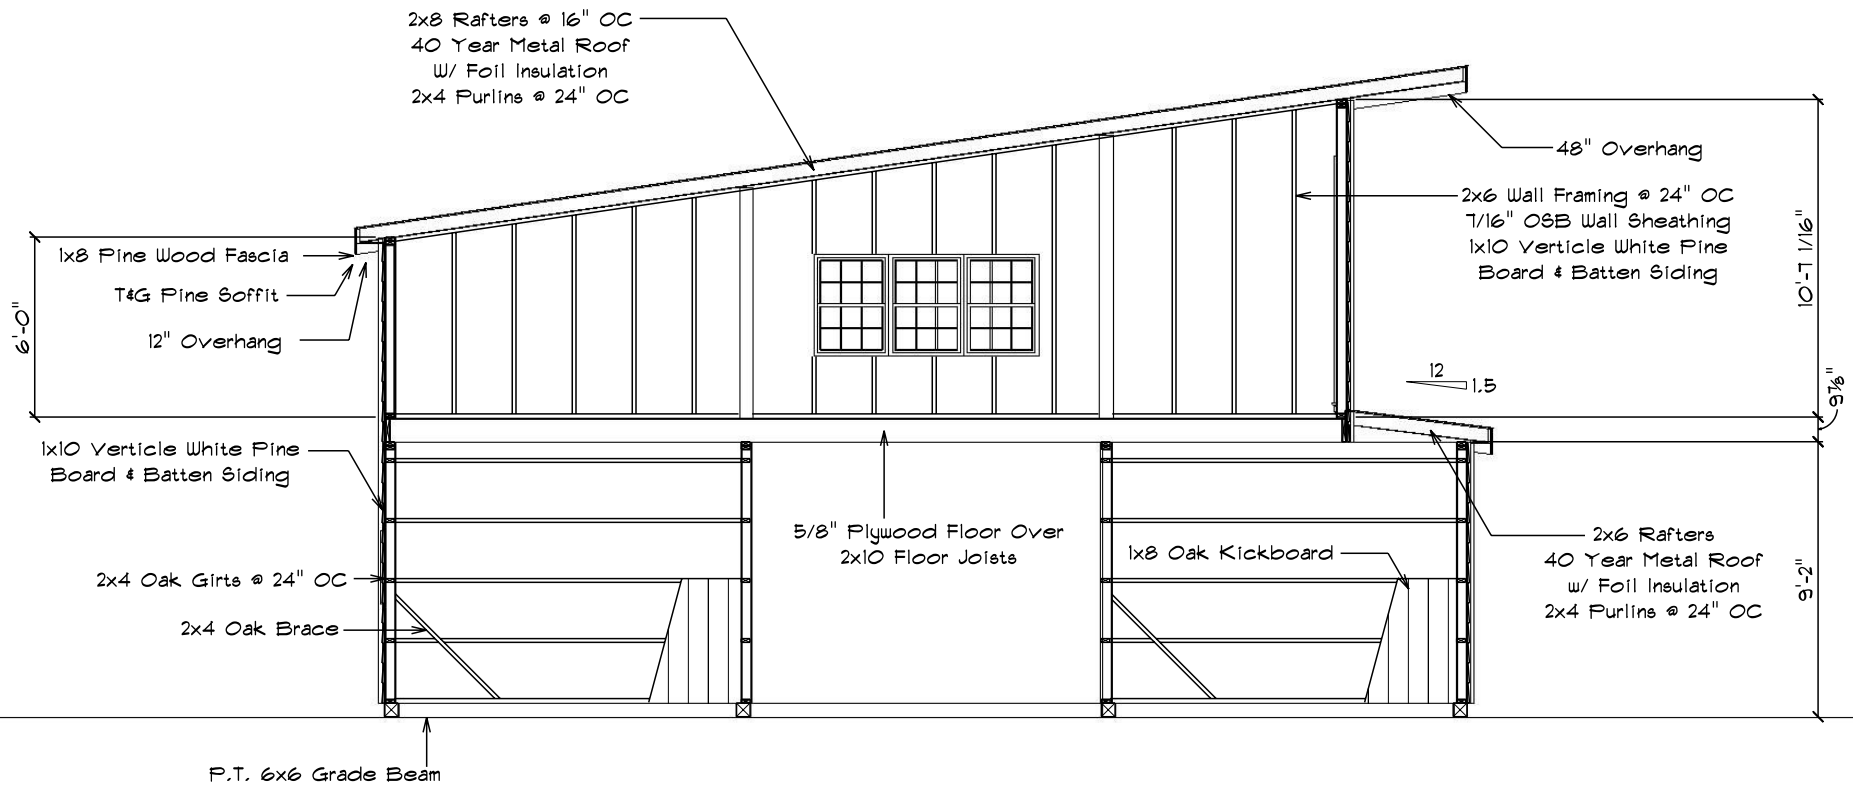 2x8 Rafters @ 16" OC
40 Year Metal Roof
W/ Foil Insulation
2x4 Purlins @ 24" OC
48" Overhang
2x6 Wall Framing @ 24" OC
7/16" OSB Wall Sheathing
1x10 Verticle White Pine
Board & Batten Siding
10'-7 1/16"
1x8 Pine Wood Fascia
T&G Pine Soffit
12" Overhang
6'-0"
12
1.5
9⅞"
1x10 Verticle White Pine
Board & Batten Siding
5/8" Plywood Floor Over
2x10 Floor Joists
1x8 Oak Kickboard
2x6 Rafters
40 Year Metal Roof
w/ Foil Insulation
2x4 Purlins @ 24" OC
9'-2"
2x4 Oak Girts @ 24" OC
2x4 Oak Brace
P.T. 6x6 Grade Beam